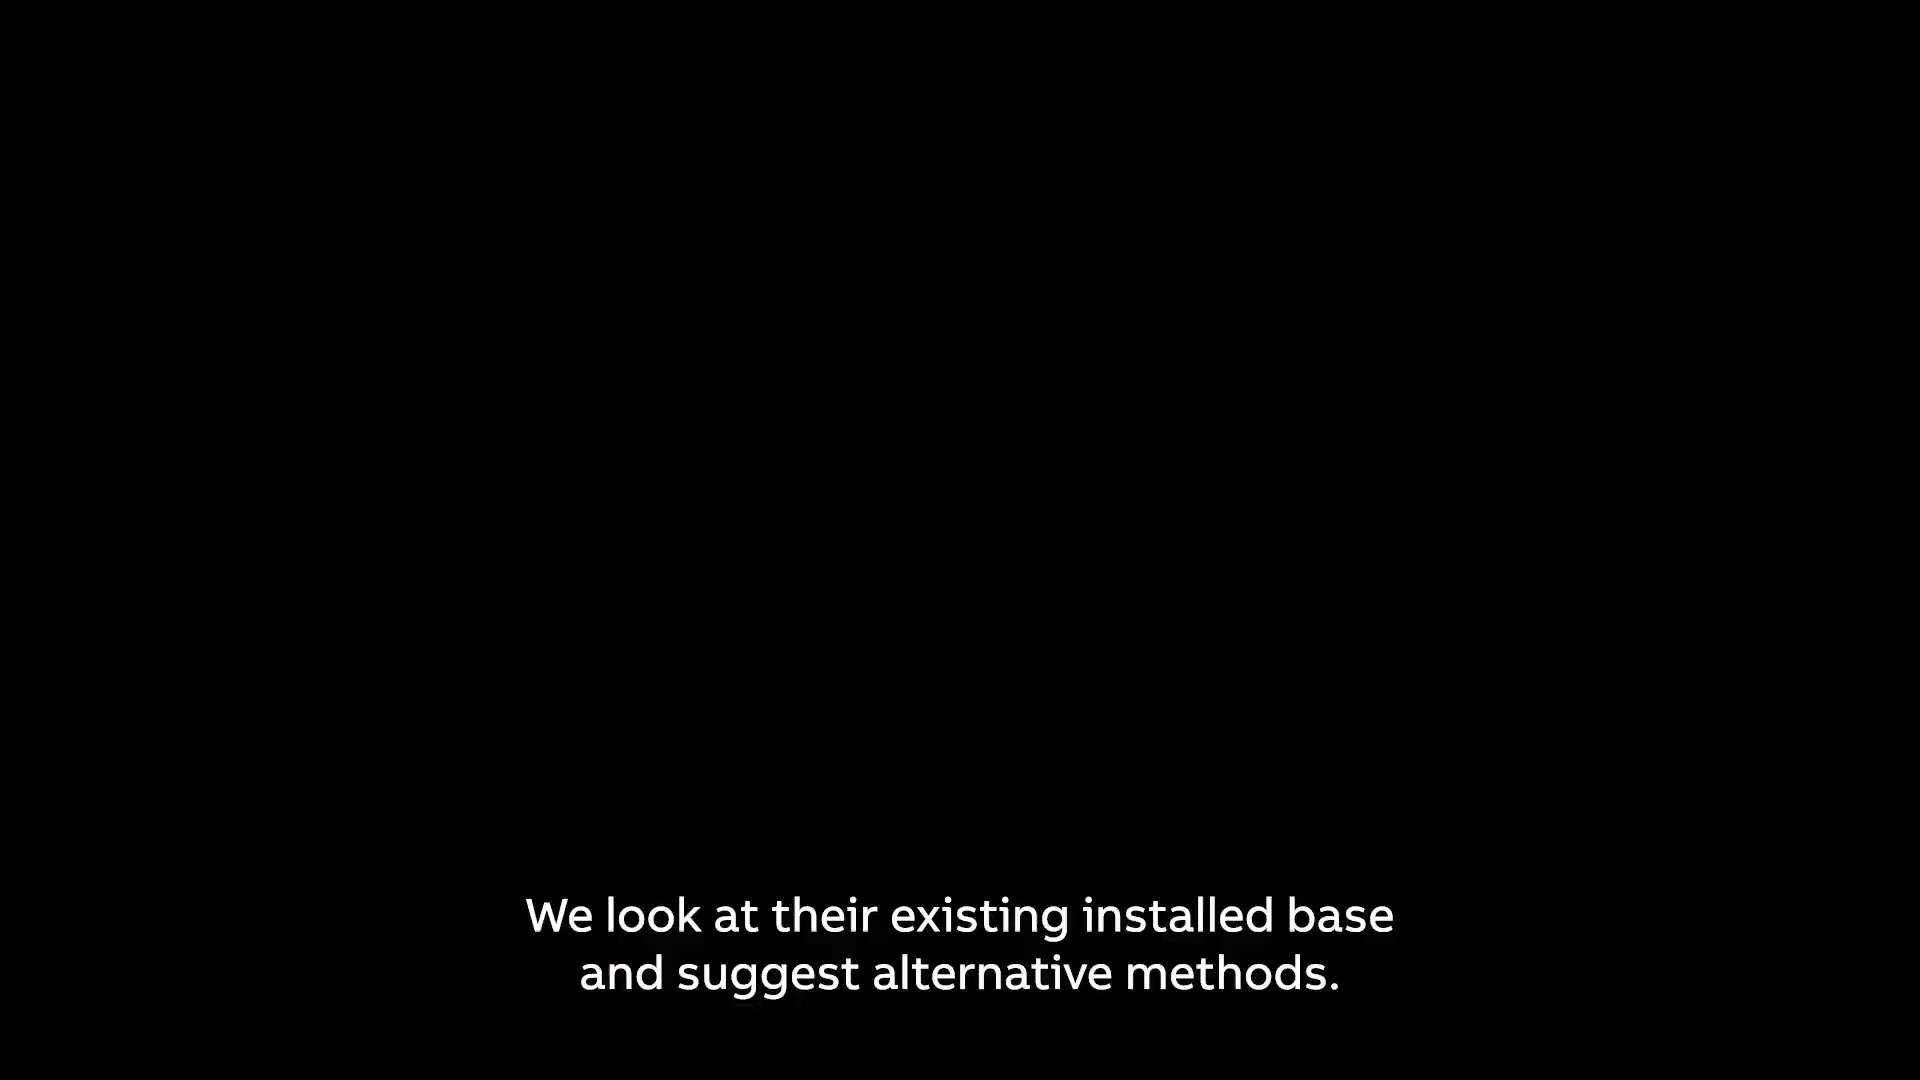 We look at their existing installed base
and suggest alternative methods.